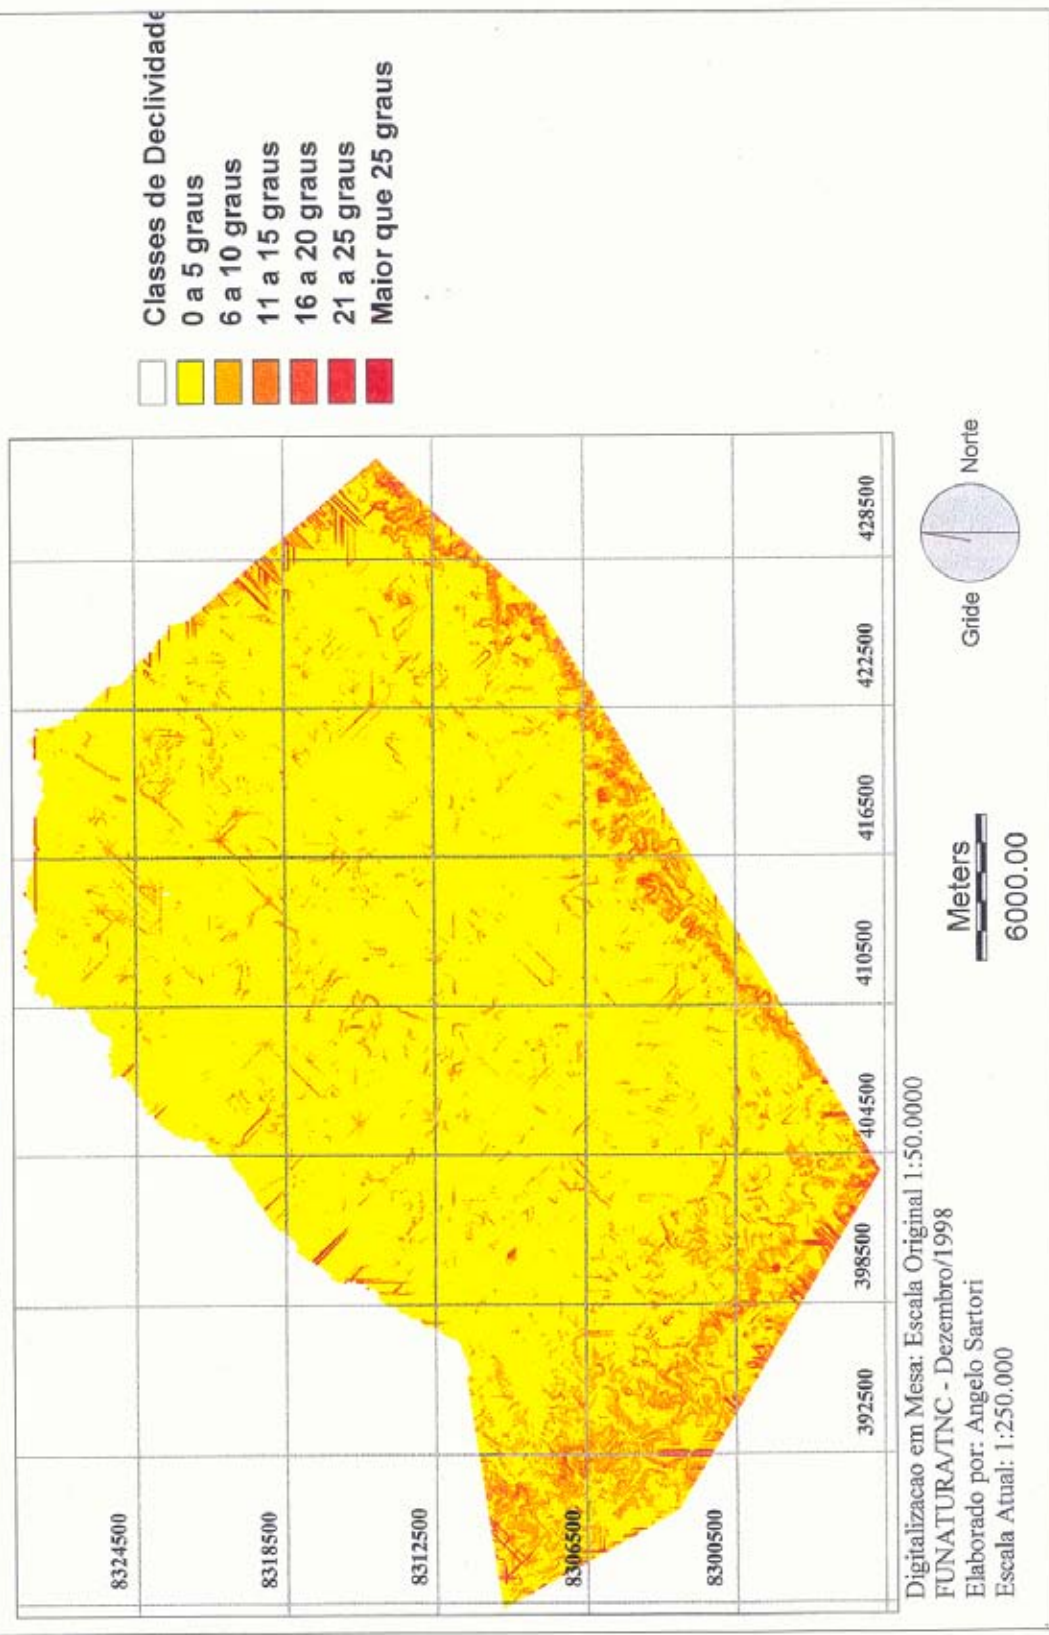 Classes de Declividade
0 a 5 graus
6 a 10 graus
11 a 15 graus
16 a 20 graus
21 a 25 graus
Maior que 25 graus
8324500
8318500
8312500
8306500
8300500
392500
398500
404500
410500
416500
422500
428500
Digitalizacao em Mesa: Escala Original 1:50.0000
FUNATURA/TNC - Dezembro/1998
Elaborado por: Angelo Sartori
Escala Atual: 1:250.000
Meters
6000.00
Gride
Norte